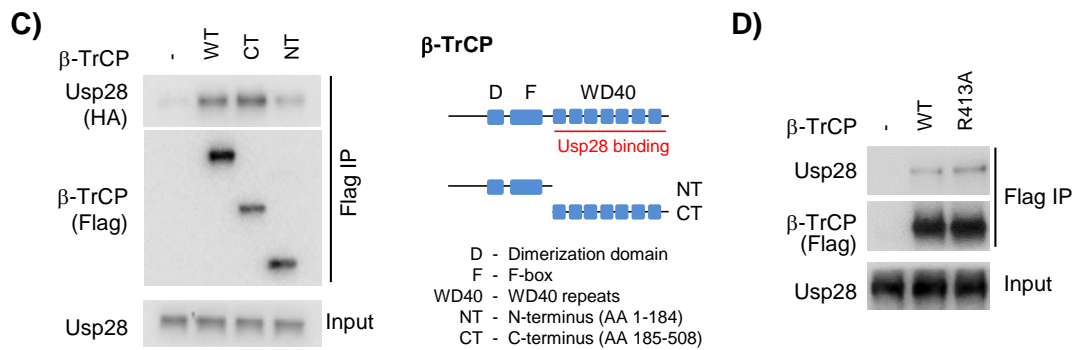 C)
β-TrCP
-
WT
CT
NT
Usp28
(HA)
β-TrCP
(Flag)
Flag IP
Usp28
Input
β-TrCP
D F WD40
Usp28 binding
NT
CT
D - Dimerization domain
F - F-box
WD40 - WD40 repeats
NT - N-terminus (AA 1-184)
CT - C-terminus (AA 185-508)
D)
β-TrCP
-
WT
R413A
Usp28
β-TrCP
(Flag)
Flag IP
Usp28
Input